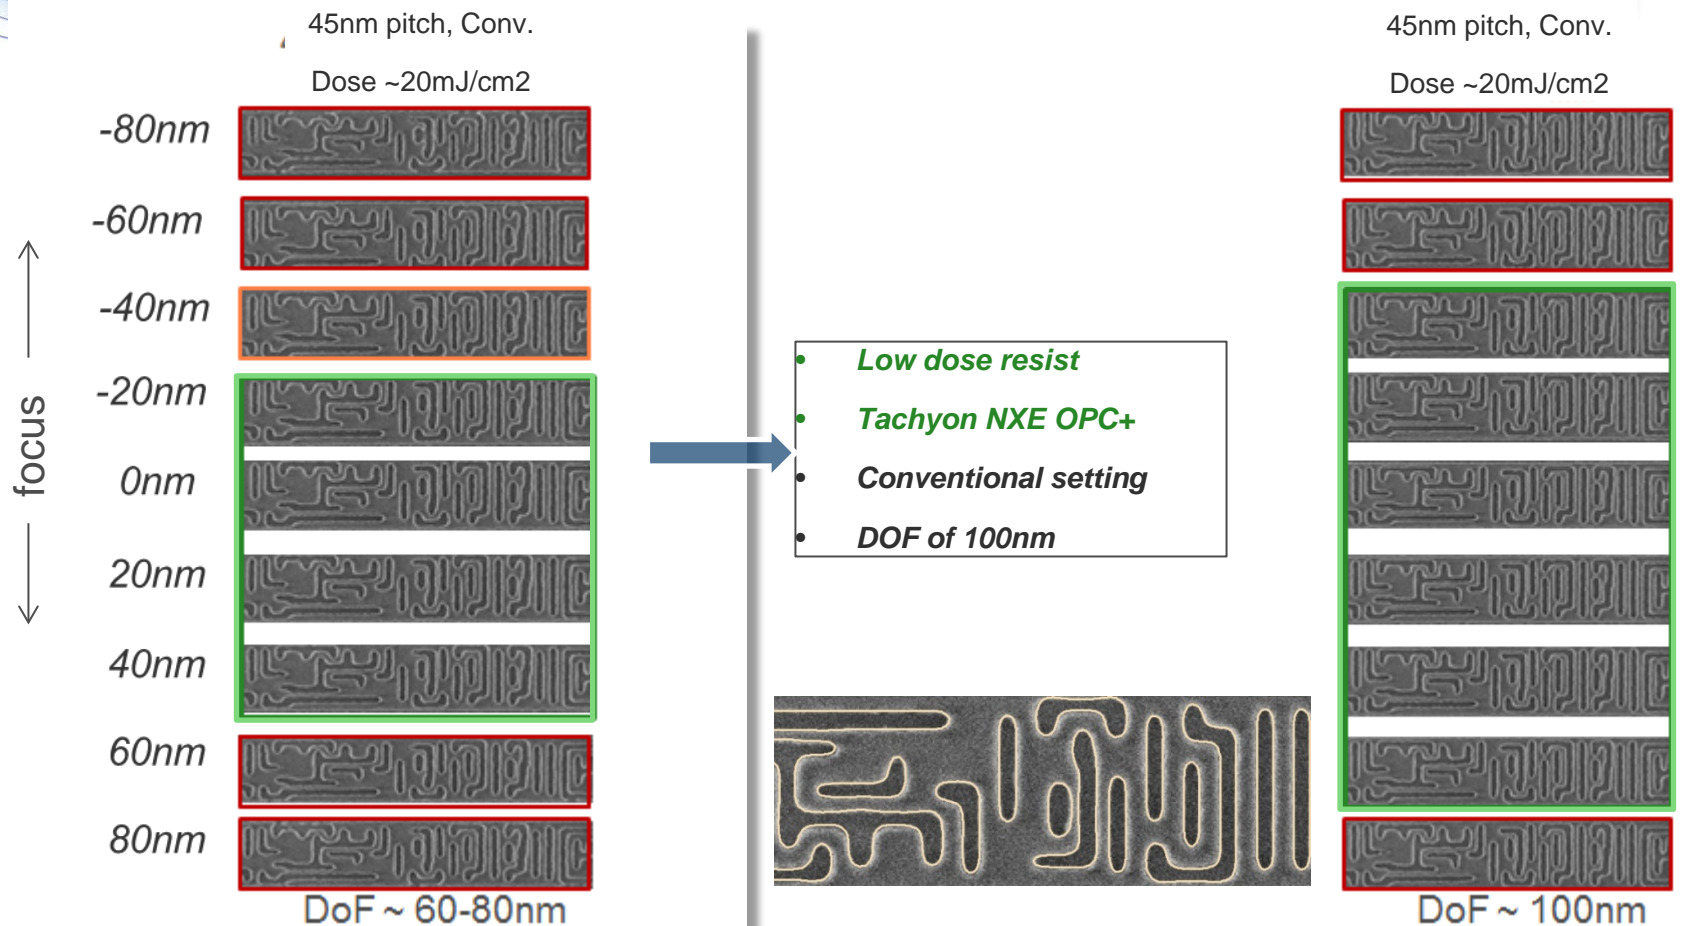 45nm pitch, Conv.
Dose ~20mJ/cm2
-80nm
-60nm
-40nm
-20nm
0nm
20nm
40nm
60nm
80nm
focus
DoF ~ 60-80nm
• Low dose resist
• Tachyon NXE OPC+
• Conventional setting
• DOF of 100nm
45nm pitch, Conv.
Dose ~20mJ/cm2
DoF ~ 100nm